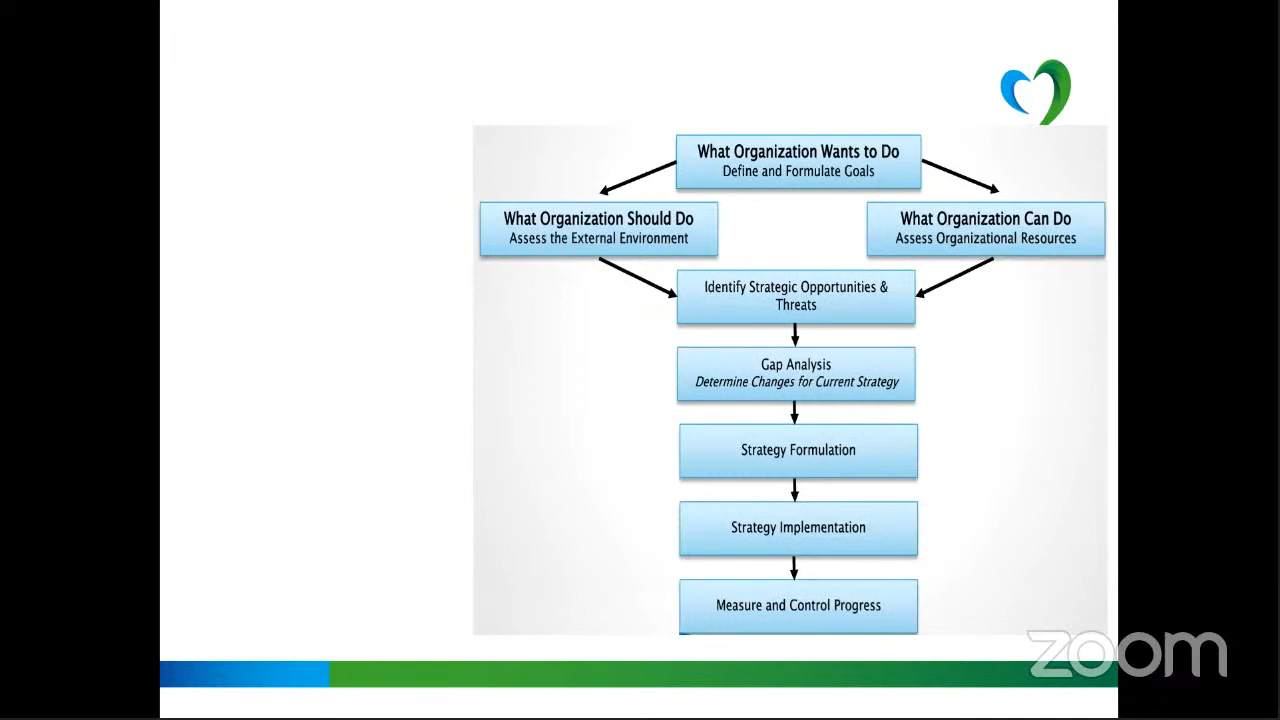 What Organization Wants to Do
Define and Formulate Goals
What Organization Should Do
Assess the External Environment
What Organization Can Do
Assess Organizational Resources
Identify Strategic Opportunities &
Threats
Gap Analysis
Determine Changes for Current Strategy
Strategy Formulation
Strategy Implementation
Measure and Control Progress
zoom